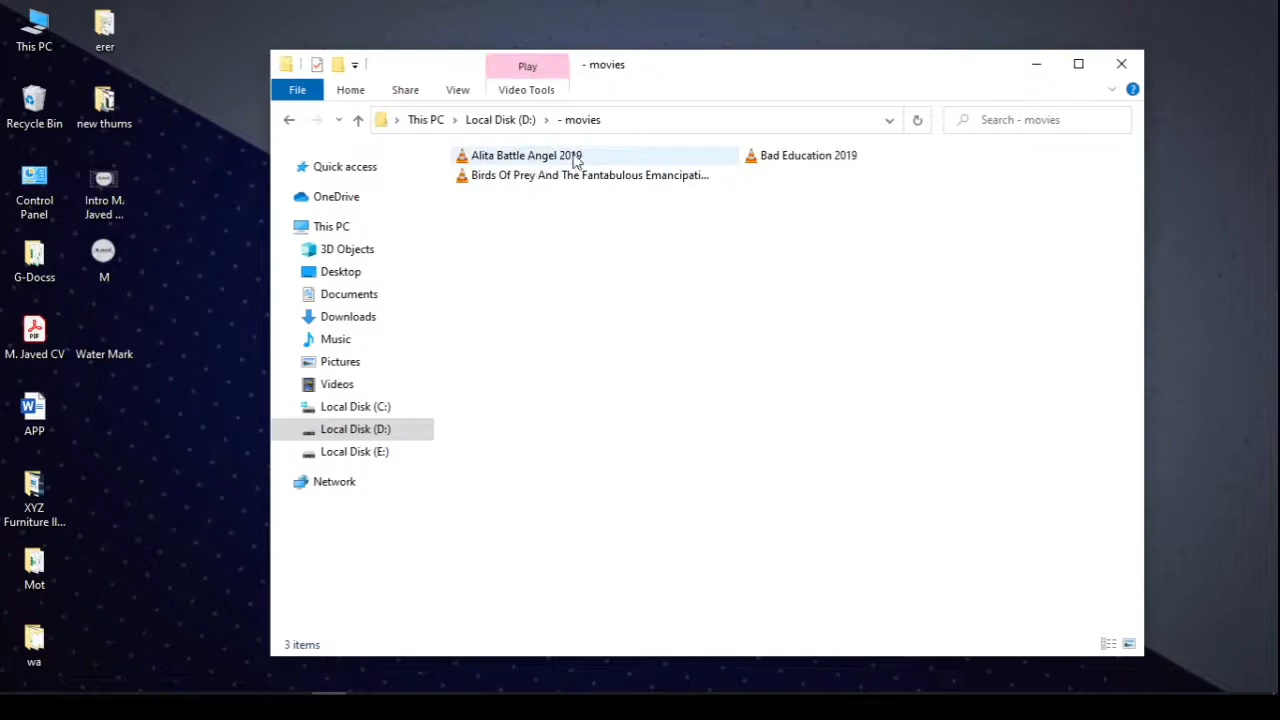 This PC
erer
Recycle Bin
new thums
Control
Panel
Intro M.
Javed ...
G-Docss
M
M. Javed CV
Water Mark
APP
XYZ
Furniture II...
Mot
wa
Play
- movies
File
Home
Share
View
Video Tools
This PC
Local Disk (D:)
- movies
Search - movies
Quick access
OneDrive
This PC
3D Objects
Desktop
Documents
Downloads
Music
Pictures
Videos
Local Disk (C:)
Local Disk (D:)
Local Disk (E:)
Network
Alita Battle Angel 2019
Bad Education 2019
Birds Of Prey And The Fantabulous Emancipati...
3 items